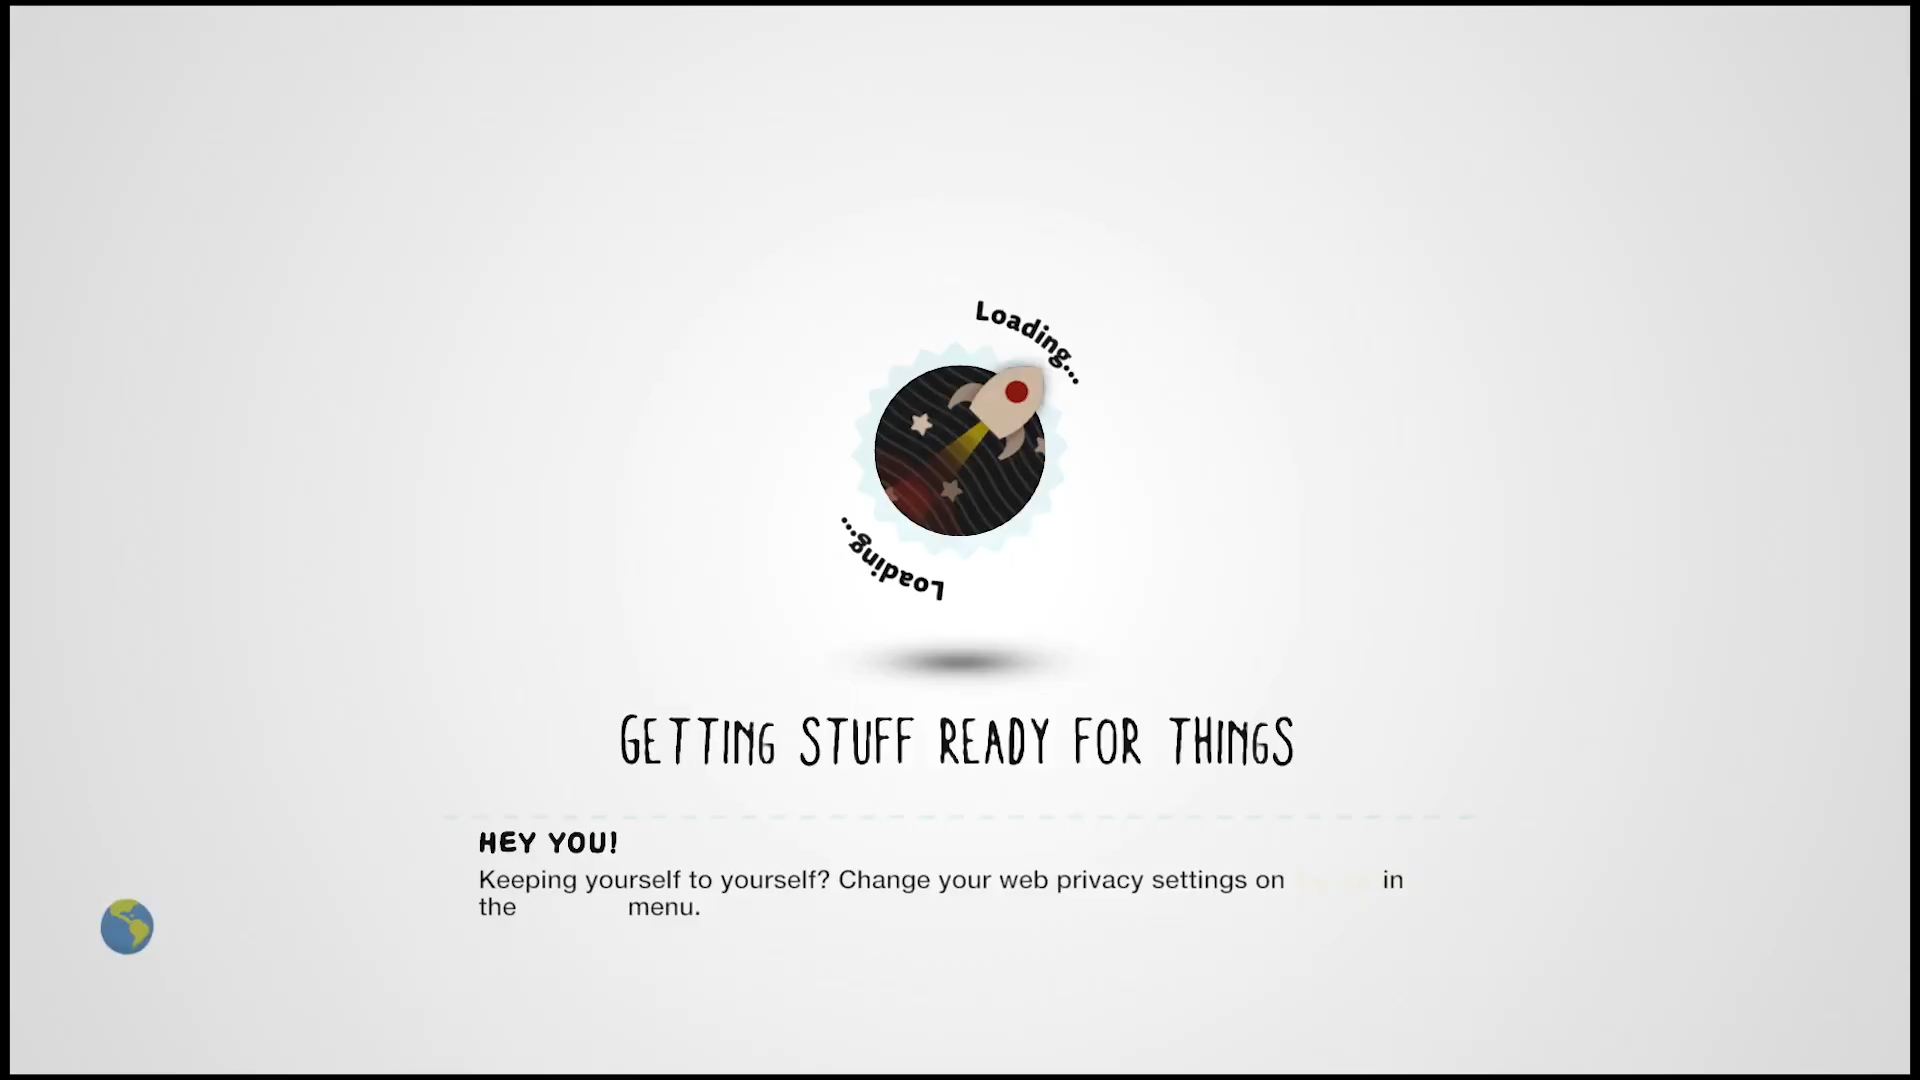 Loading...
Loading...
GETTING STUFF READY FOR THINGS
HEY YOU!
Keeping yourself to yourself? Change your web privacy settings on in
the menu.